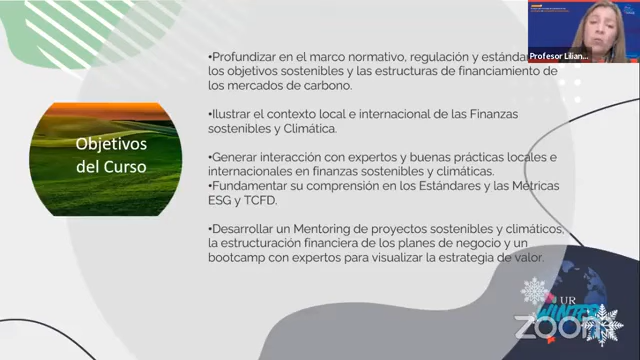 Profesor Lilian...
Objetivos
del Curso
•Profundizar en el marco normativo, regulación y
los objetivos sostenibles y las estructuras de financiamiento de
los mercados de carbono.
•Ilustrar el contexto local e internacional de las Finanzas
sostenibles y Climática.
•Generar interacción con expertos y buenas prácticas locales e
internacionales en finanzas sostenibles y climáticas.
•Fundamentar su comprensión en los Estándares y las Métricas
ESG y TCFD.
•Desarrollar un Mentoring de proyectos sostenibles y climáticos,
la estructuración financiera de los planes de negocio y un
bootcamp con expertos para visualizar la estrategia de valor.
UR
WINTER
zoom